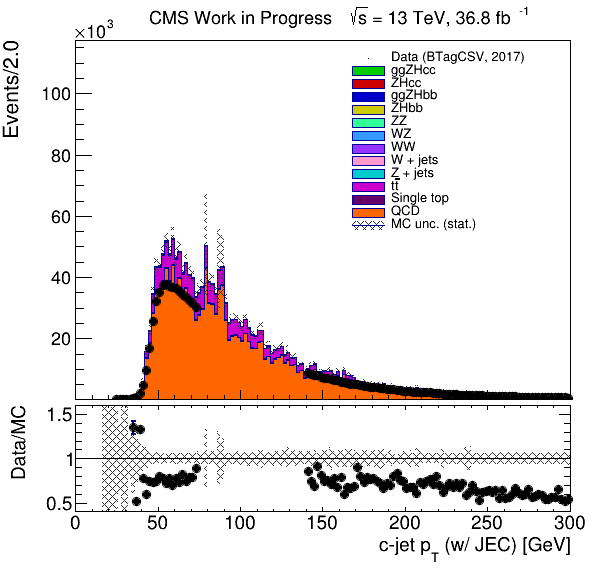 CMS Work in Progress √s = 13 TeV, 36.8 fb⁻¹
×10³
Events/2.0
100
80
60
40
20
Data (BTagCSV, 2017)
ggZHcc
ZHcc
ggZHbb
ZHbb
ZZ
WZ
WW
W + jets
Z + jets
tt̅
Single top
QCD
MC unc. (stat.)
Data/MC
1.5
1
0.5
0 50 100 150 200 250 300
c-jet p_T (w/ JEC) [GeV]